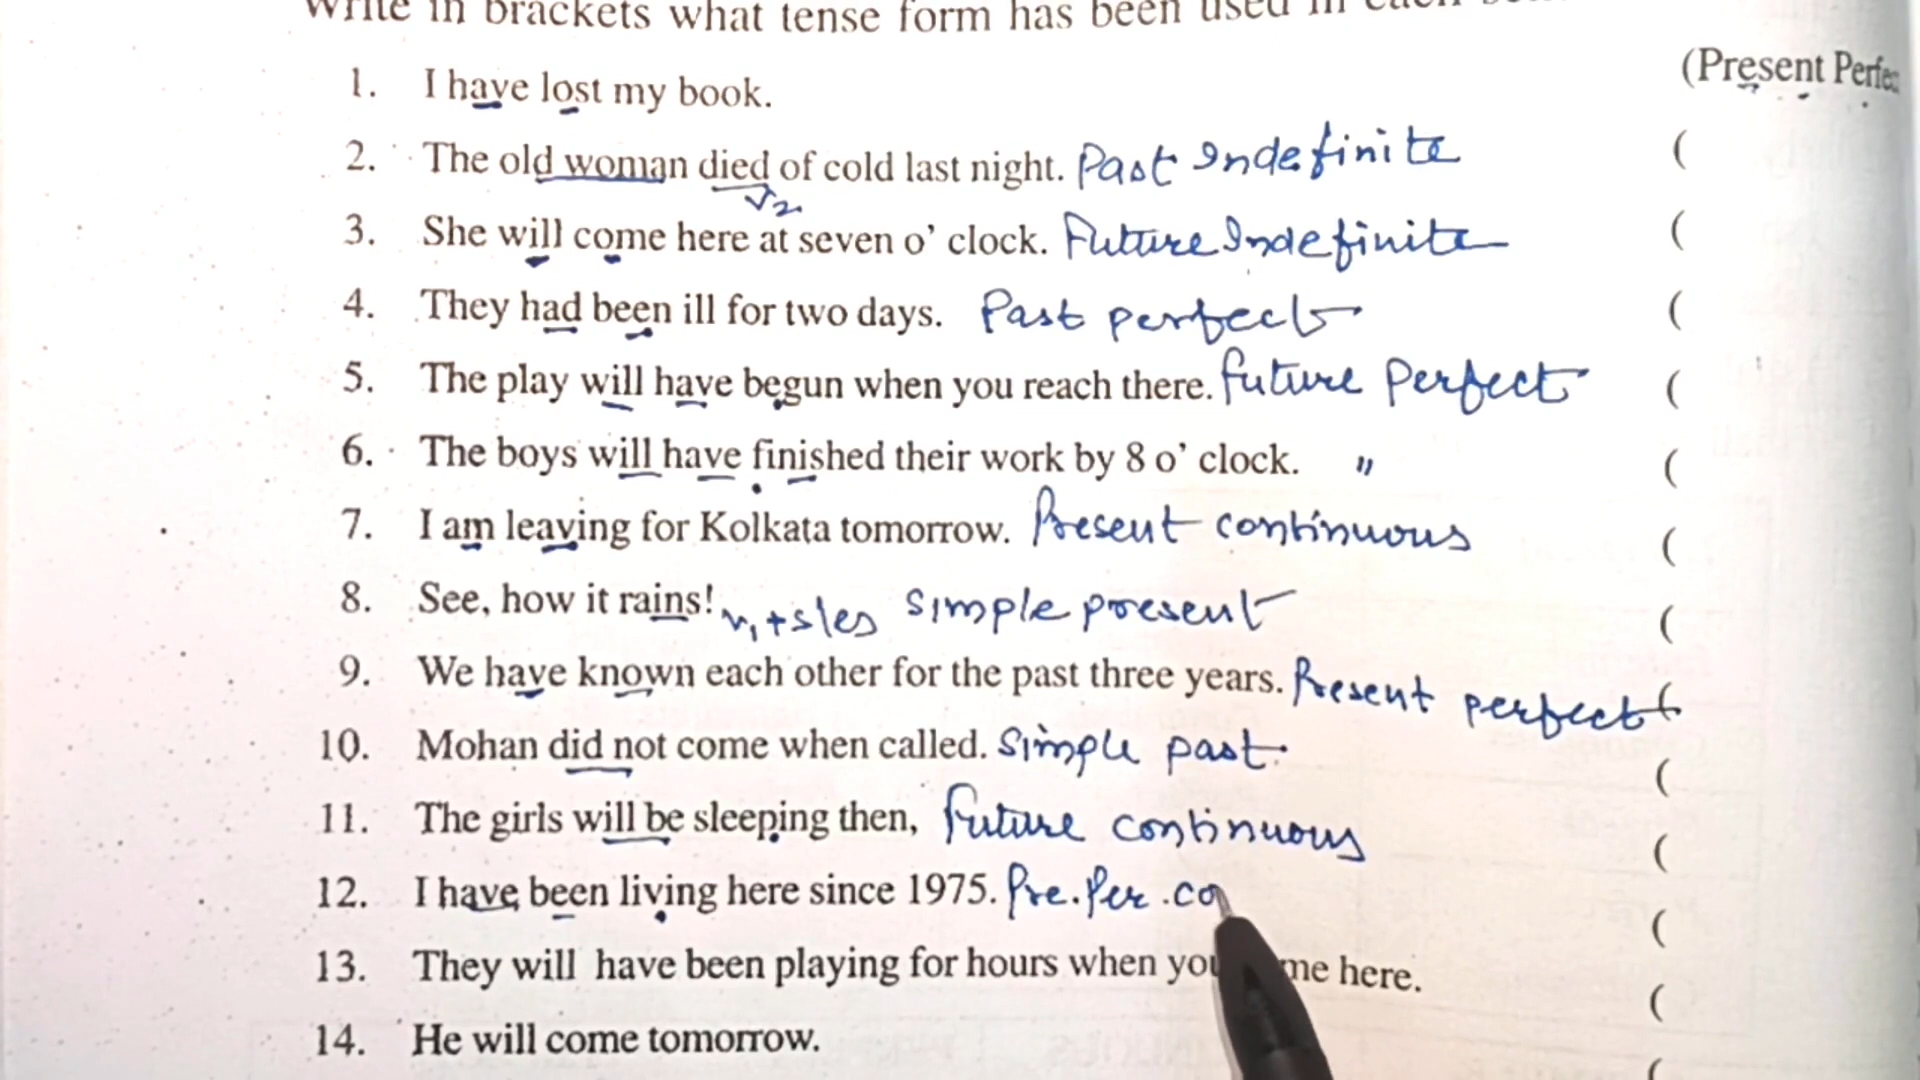 Write in brackets what tense form has been used in each
1. I have lost my book. (Present Perfec
2. The old woman died of cold last night. Past Indefinite (
V2
3. She will come here at seven o' clock. Future Indefinite (
4. They had been ill for two days. Past perfect (
5. The play will have begun when you reach there. future Perfect (
6. The boys will have finished their work by 8 o' clock. " (
7. I am leaving for Kolkata tomorrow. Present continuous (
8. See, how it rains! v1+s/es simple present (
9. We have known each other for the past three years. Present perfect (
10. Mohan did not come when called. Simple past. (
11. The girls will be sleeping then, future continuous (
12. I have been living here since 1975. Pre. Per. co (
13. They will have been playing for hours when here. (
14. He will come tomorrow. (